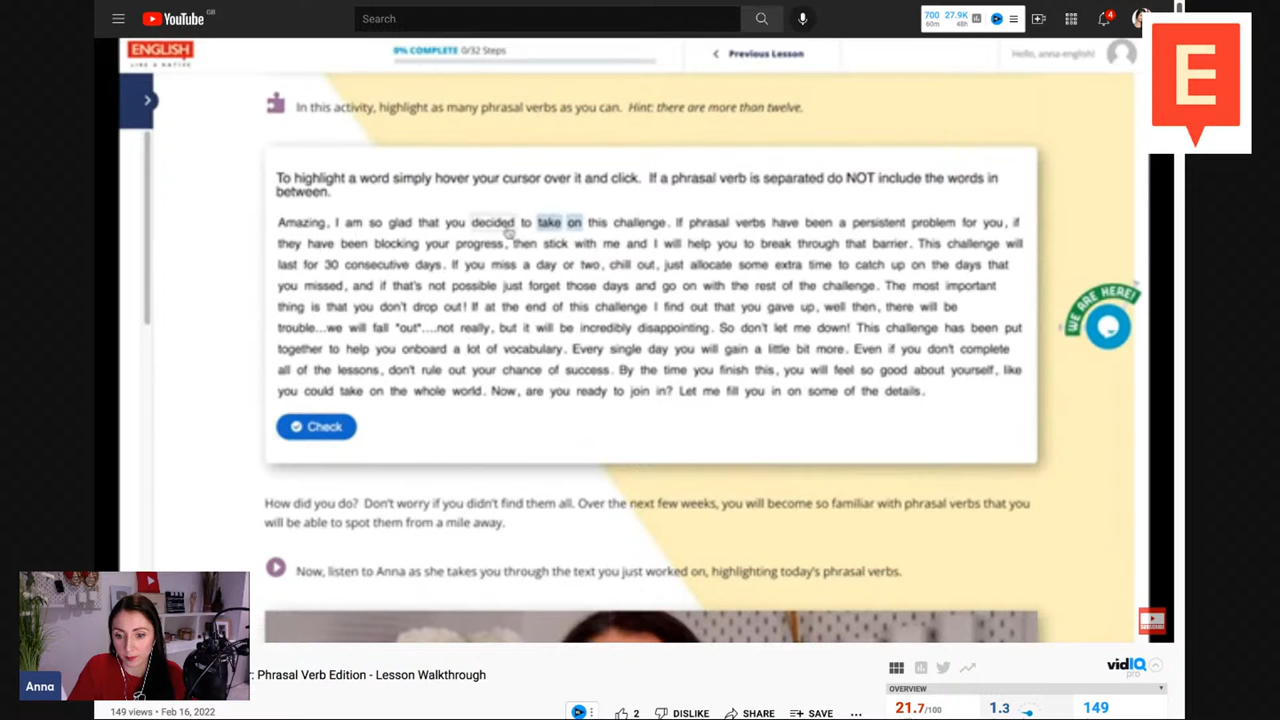 YouTube GB
Search
700 27.9K
60m 48h
4
E
ENGLISH
LIKE A NATIVE
0% COMPLETE 0/32 Steps
Previous Lesson
Hello, anna-english!
In this activity, highlight as many phrasal verbs as you can. Hint: there are more than twelve.
To highlight a word simply hover your cursor over it and click. If a phrasal verb is separated do NOT include the words in
between.
Amazing, I am so glad that you decided to take on this challenge. If phrasal verbs have been a persistent problem for you, if
they have been blocking your progress, then stick with me and I will help you to break through that barrier. This challenge will
last for 30 consecutive days. If you miss a day or two, chill out, just allocate some extra time to catch up on the days that
you missed, and if that's not possible just forget those days and go on with the rest of the challenge. The most important
thing is that you don't drop out! If at the end of this challenge I find out that you gave up, well then, there will be
trouble...we will fall *out*....not really, but it will be incredibly disappointing. So don't let me down! This challenge has been put
together to help you onboard a lot of vocabulary. Every single day you will gain a little bit more. Even if you don't complete
all of the lessons, don't rule out your chance of success. By the time you finish this, you will feel so good about yourself, like
you could take on the whole world. Now, are you ready to join in? Let me fill you in on some of the details.
Check
WE ARE HERE!
How did you do? Don't worry if you didn't find them all. Over the next few weeks, you will become so familiar with phrasal verbs that you
will be able to spot them from a mile away.
Now, listen to Anna as she takes you through the text you just worked on, highlighting today's phrasal verbs.
Anna
: Phrasal Verb Edition - Lesson Walkthrough
vidIQ
pro
OVERVIEW
149 views • Feb 16, 2022
2 DISLIKE SHARE SAVE
21.7/100 1.3 149